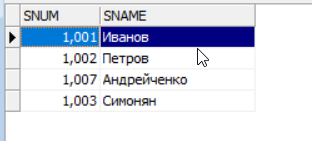 SNUM SNAME
1,001 Иванов
1,002 Петров
1,007 Андрейченко
1,003 Симонян